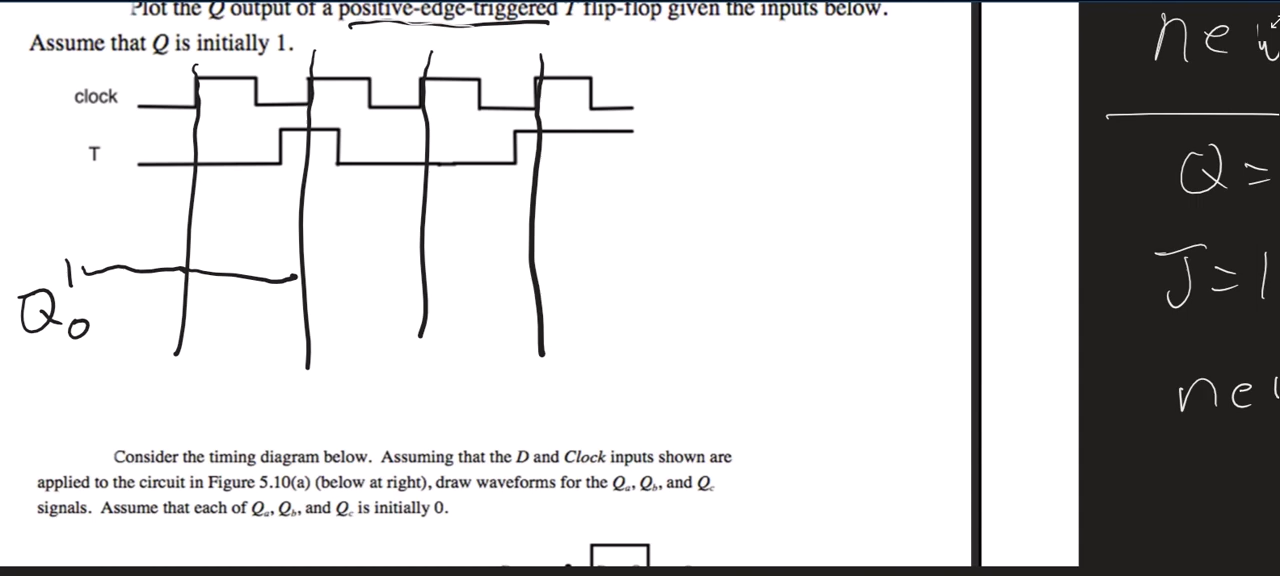 Plot the Q output of a positive-edge-triggered T flip-flop given the inputs below.
Assume that Q is initially 1.
clock
T
Q 1
0
Consider the timing diagram below. Assuming that the D and Clock inputs shown are
applied to the circuit in Figure 5.10(a) (below at right), draw waveforms for the Qa, Qb, and Qc
signals. Assume that each of Qa, Qb, and Qc is initially 0.
ne
Q =
J = 1
ne